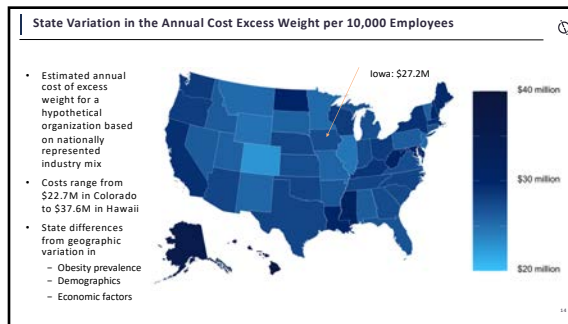 State Variation in the Annual Cost Excess Weight per 10,000 Employees
• Estimated annual
cost of excess
weight for a
hypothetical
organization based
on nationally
represented
industry mix
• Costs range from
$22.7M in Colorado
to $37.6M in Hawaii
• State differences
from geographic
variation in
– Obesity prevalence
– Demographics
– Economic factors
Iowa: $27.2M
$40 million
$30 million
$20 million
14